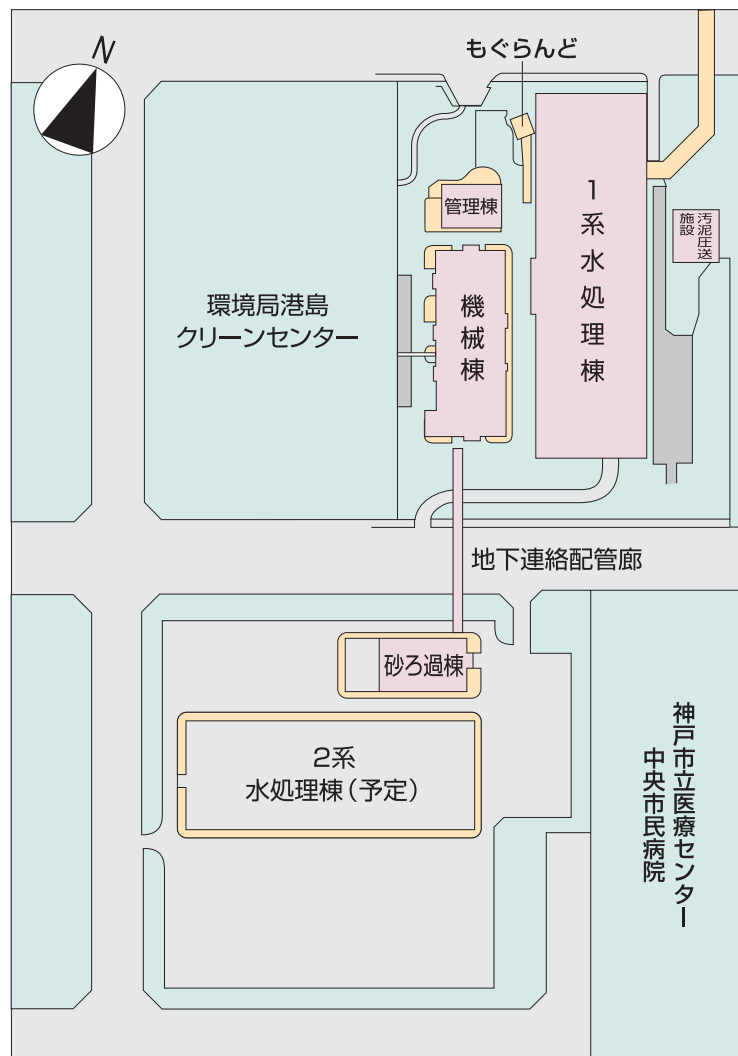 N
もぐらんど
管理棟
1系水処理棟
汚泥圧送
施設
環境局港島
クリーンセンター
機械棟
地下連絡配管廊
砂ろ過棟
2系
水処理棟(予定)
神戸市立医療センター
中央市民病院